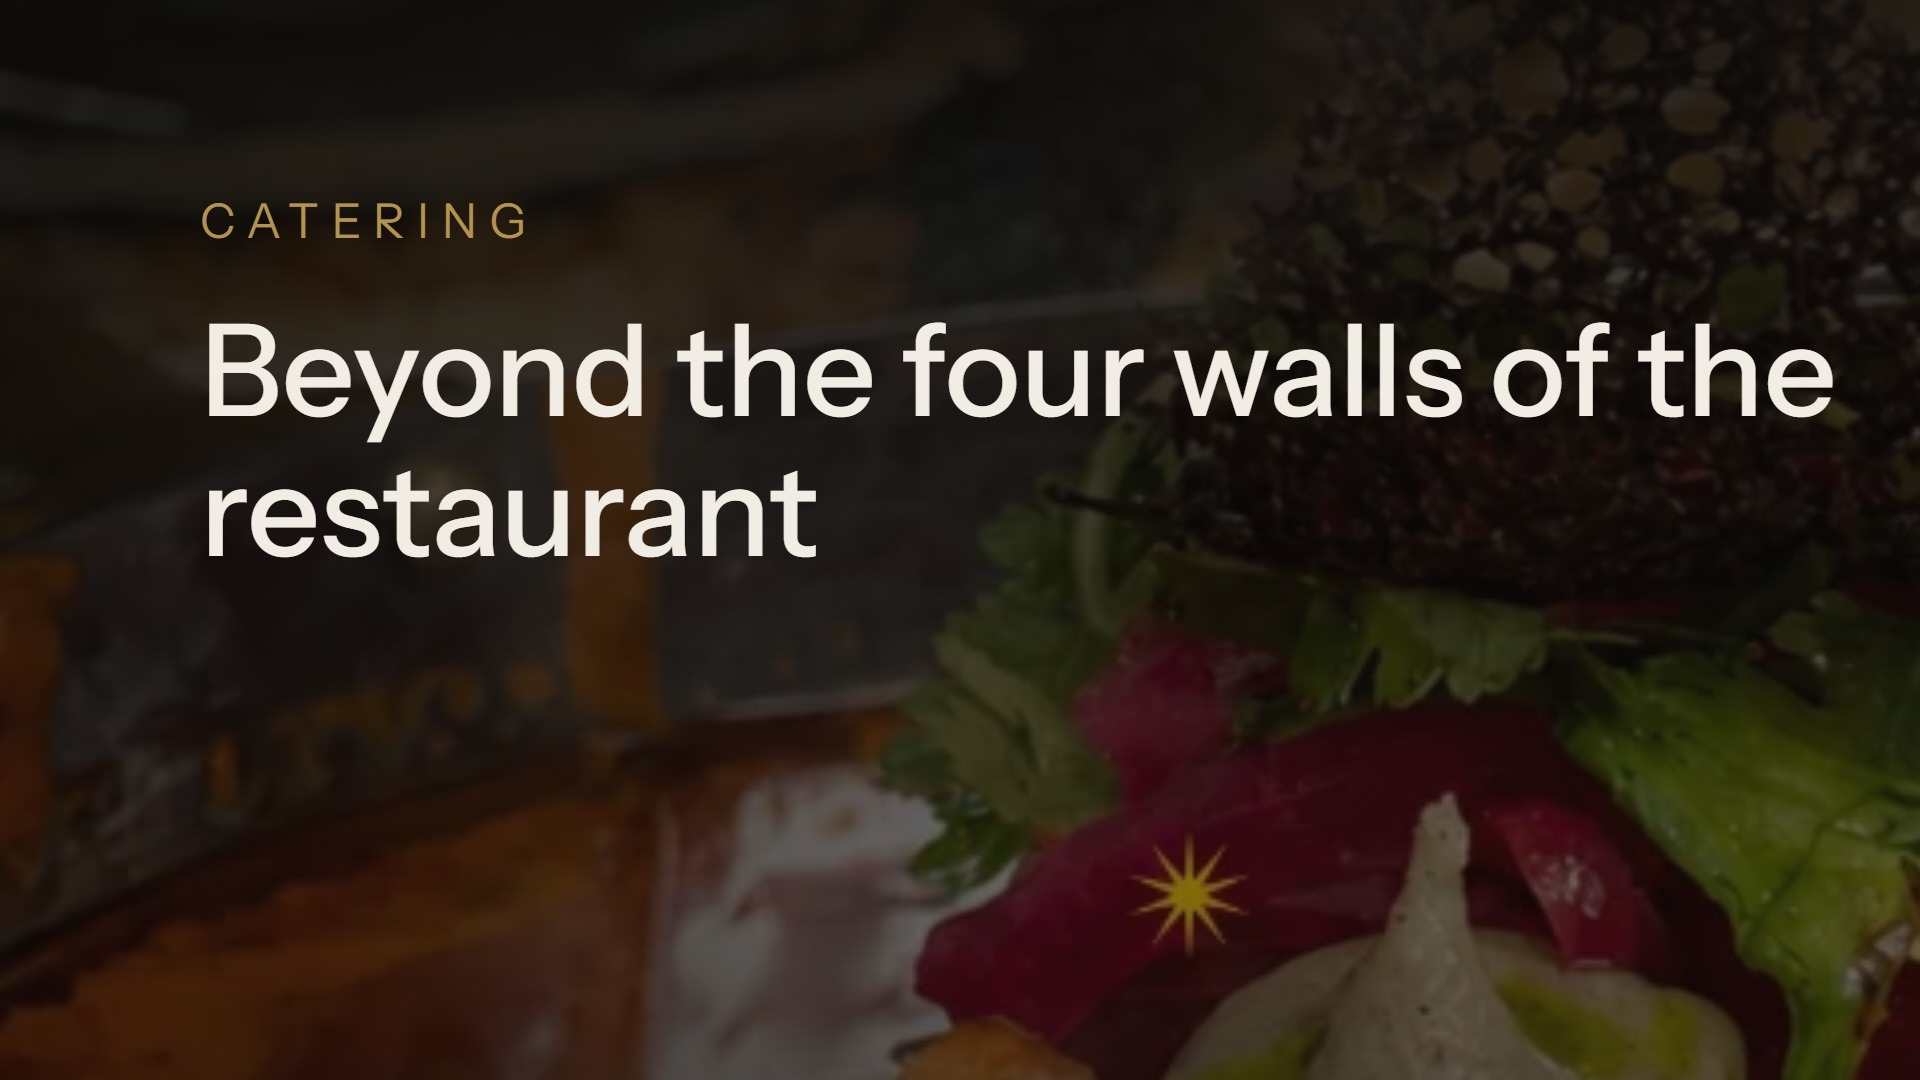 CATERING
Beyond the four walls of the
restaurant